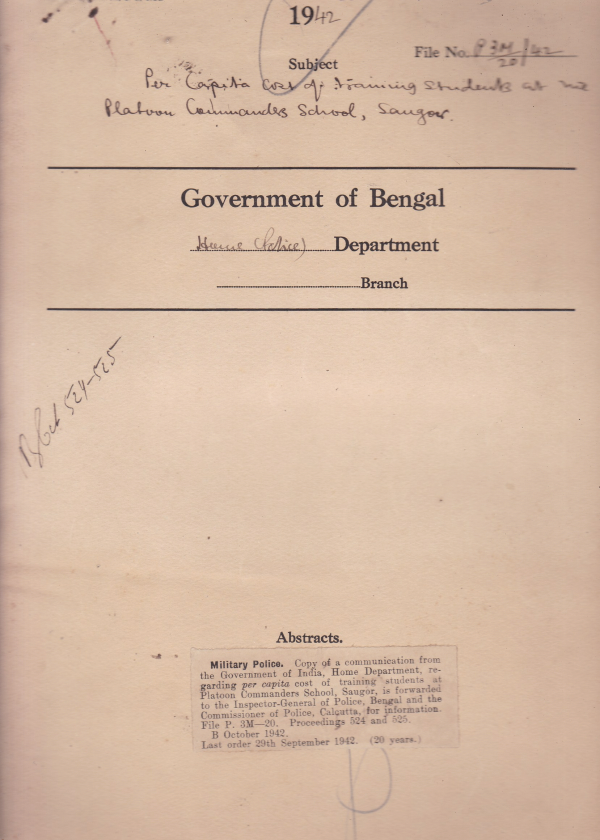 1942
File No. P 3M/42
20
Subject
Per Capita Cost of training students at the
Platoon Commanders School, Saugor.
Government of Bengal
Home (Police) Department
Branch
B Oct 524-525
Abstracts.
Military Police. Copy of a communication from
the Government of India, Home Department, re-
garding per capita cost of training students at
Platoon Commanders School, Saugor, is forwarded
to the Inspector-General of Police, Bengal and the
Commissioner of Police, Calcutta, for information.
File P. 3M—20. Proceedings 524 and 525.
B October 1942.
Last order 29th September 1942. (20 years.)